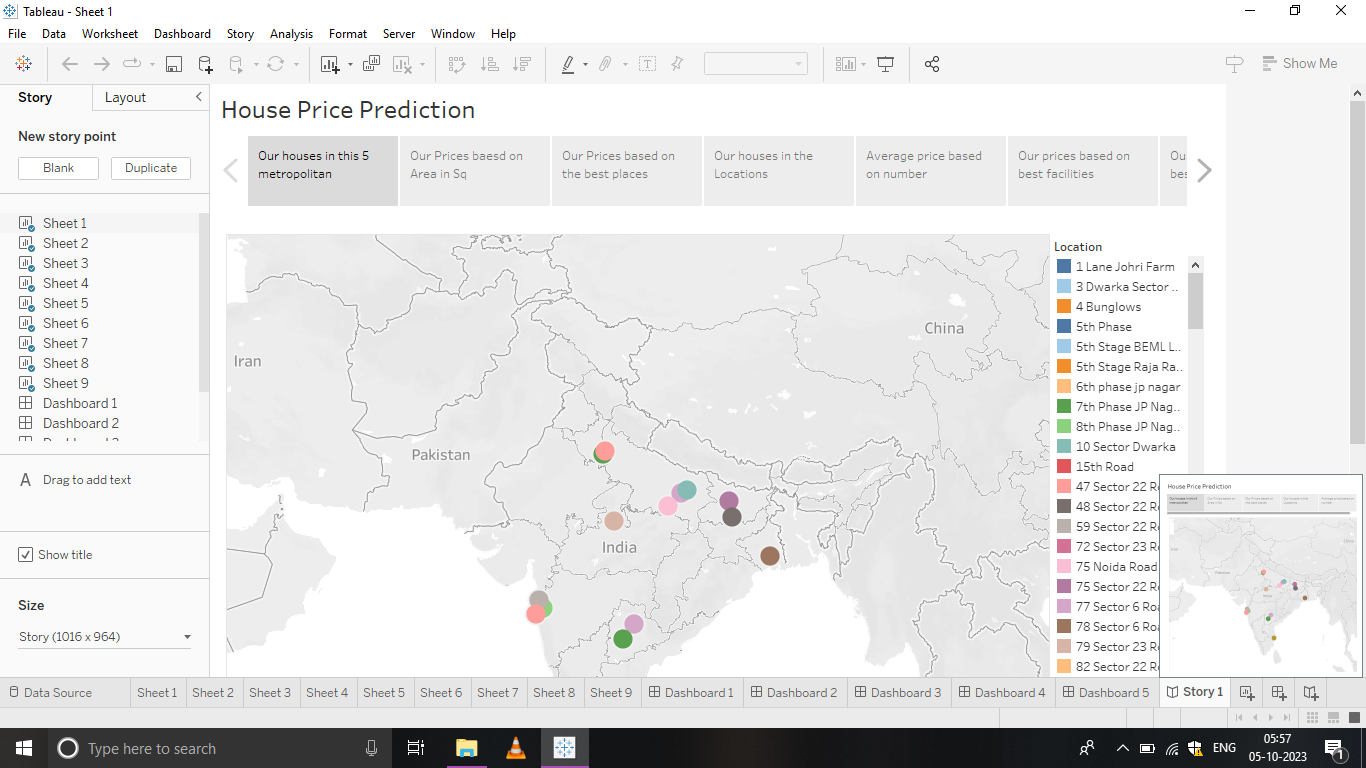 Tableau - Sheet 1
File Data Worksheet Dashboard Story Analysis Format Server Window Help
Show Me
Story Layout
New story point
Blank Duplicate
Sheet 1
Sheet 2
Sheet 3
Sheet 4
Sheet 5
Sheet 6
Sheet 7
Sheet 8
Sheet 9
Dashboard 1
Dashboard 2
A Drag to add text
Show title
Size
Story (1016 x 964)
House Price Prediction
Our houses in this 5
metropolitan
Our Prices baesd on
Area in Sq
Our Prices based on
the best places
Our houses in the
Locations
Average price based
on number
Our prices based on
best facilities
Ou
bes
Iran
China
Pakistan
India
Location
1 Lane Johri Farm
3 Dwarka Sector ..
4 Bunglows
5th Phase
5th Stage BEML L..
5th Stage Raja Ra..
6th phase jp nagar
7th Phase JP Nag..
8th Phase JP Nag..
10 Sector Dwarka
15th Road
47 Sector 22 Ro
48 Sector 22 Ro
59 Sector 22 Ro
72 Sector 23 Ro
75 Noida Road
75 Sector 22 Ro
77 Sector 6 Roa
78 Sector 6 Roa
79 Sector 23 Ro
82 Sector 22 Ro
House Price Prediction
Data Source Sheet 1 Sheet 2 Sheet 3 Sheet 4 Sheet 5 Sheet 6 Sheet 7 Sheet 8 Sheet 9 Dashboard 1 Dashboard 2 Dashboard 3 Dashboard 4 Dashboard 5 Story 1
Type here to search
ENG
05:57
05-10-2023
1